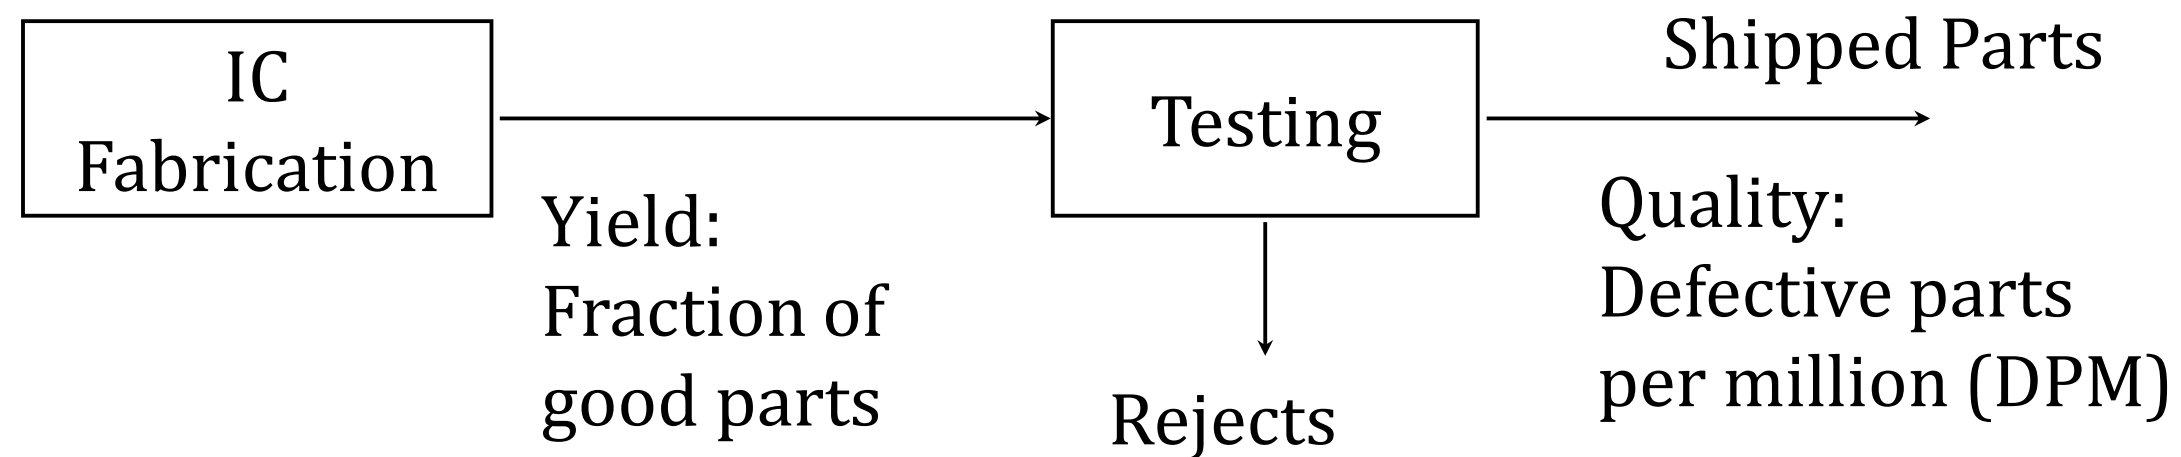 IC
Fabrication
Yield:
Fraction of
good parts
Testing
Rejects
Shipped Parts
Quality:
Defective parts
per million (DPM)